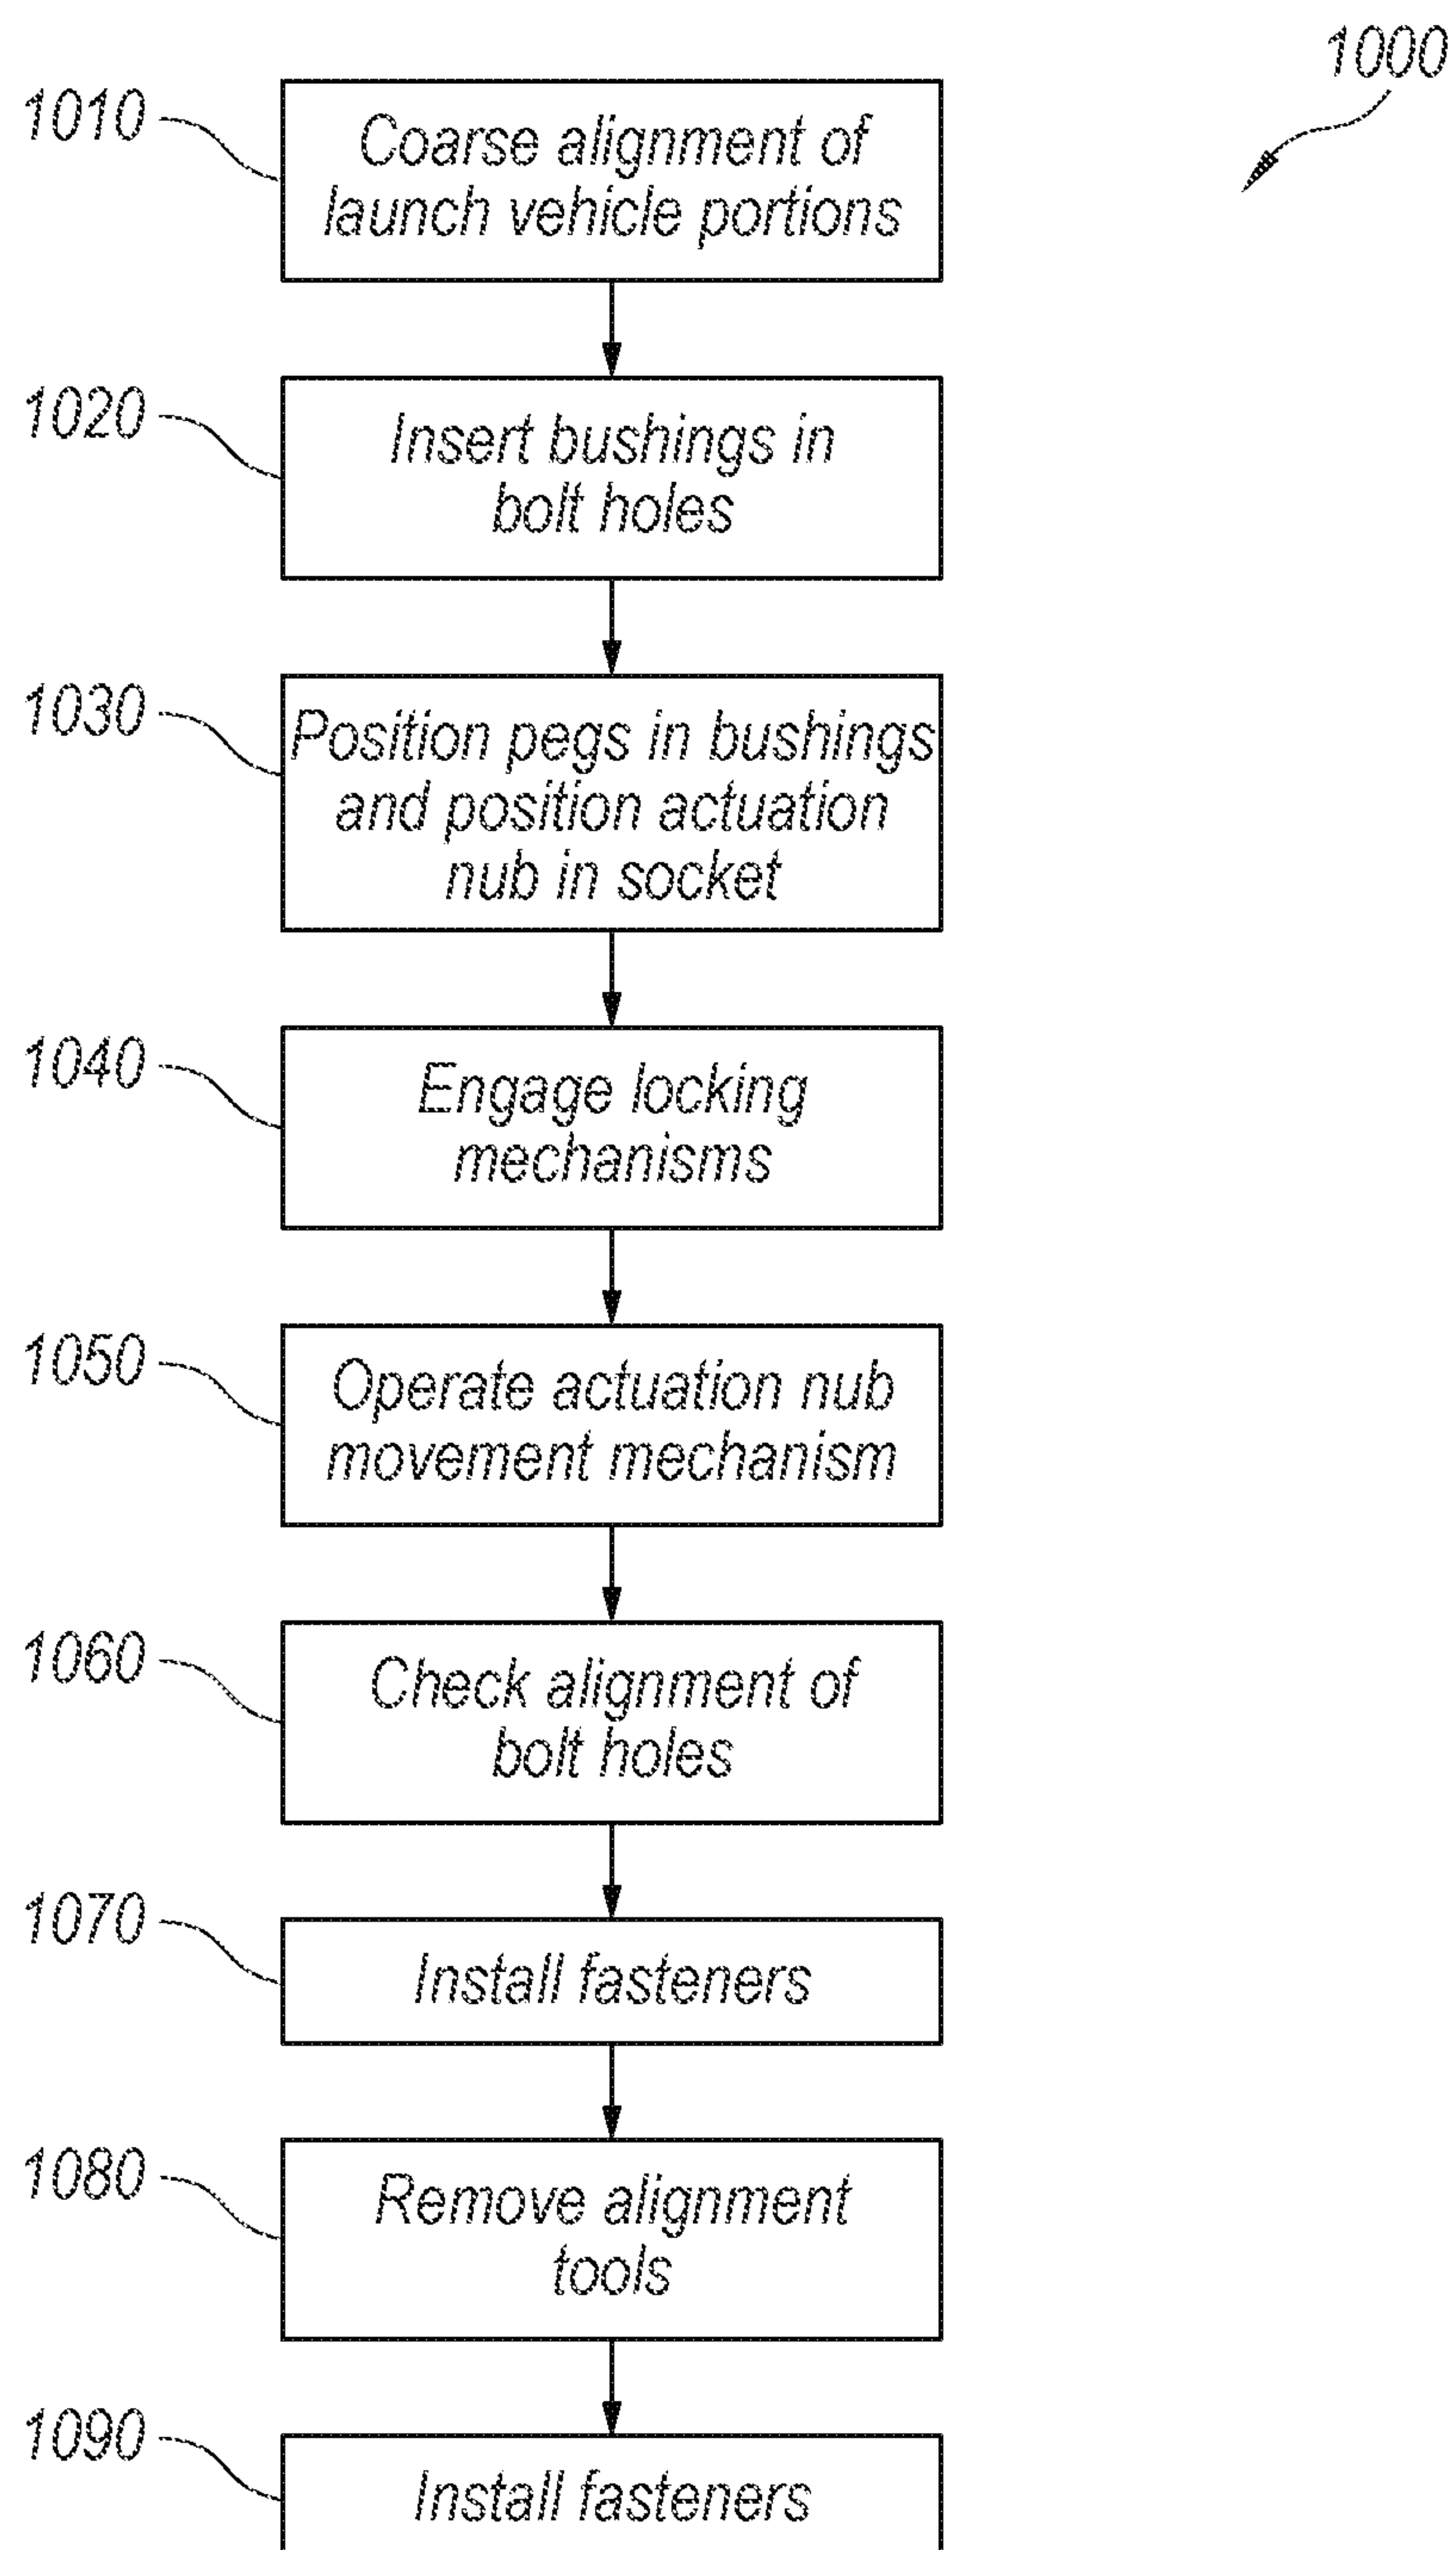 1000
1010
Coarse alignment of
launch vehicle portions
1020
Insert bushings in
bolt holes
1030
Position pegs in bushings
and position actuation
nub in socket
1040
Engage locking
mechanisms
1050
Operate actuation nub
movement mechanism
1060
Check alignment of
bolt holes
1070
Install fasteners
1080
Remove alignment
tools
1090
Install fasteners